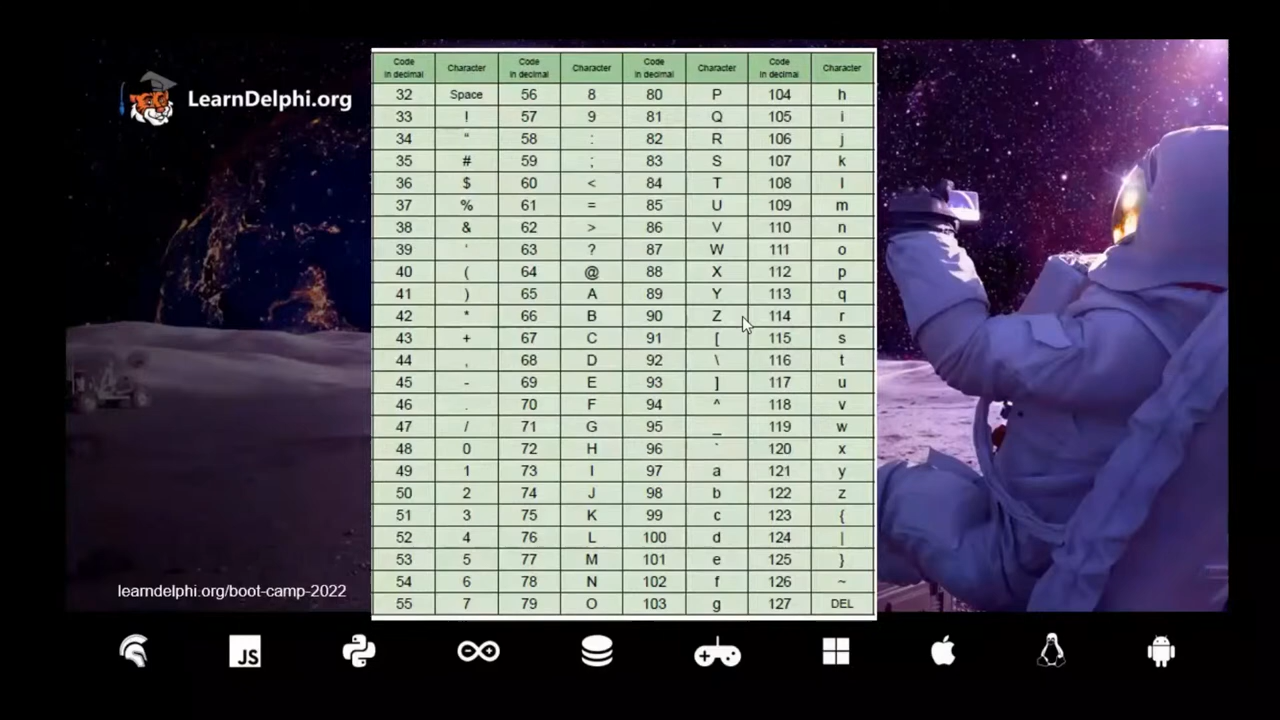 LearnDelphi.org
Code in decimal Character Code in decimal Character Code in decimal Character Code in decimal Character
32 Space 56 8 80 P 104 h
33 ! 57 9 81 Q 105 i
34 “ 58 : 82 R 106 j
35 # 59 ; 83 S 107 k
36 $ 60 < 84 T 108 l
37 % 61 = 85 U 109 m
38 & 62 > 86 V 110 n
39 ' 63 ? 87 W 111 o
40 ( 64 @ 88 X 112 p
41 ) 65 A 89 Y 113 q
42 * 66 B 90 Z 114 r
43 + 67 C 91 [ 115 s
44 , 68 D 92 \ 116 t
45 - 69 E 93 ] 117 u
46 . 70 F 94 ^ 118 v
47 / 71 G 95 _ 119 w
48 0 72 H 96 ` 120 x
49 1 73 I 97 a 121 y
50 2 74 J 98 b 122 z
51 3 75 K 99 c 123 {
52 4 76 L 100 d 124 |
53 5 77 M 101 e 125 }
54 6 78 N 102 f 126 ~
55 7 79 O 103 g 127 DEL
learndelphi.org/boot-camp-2022
JS